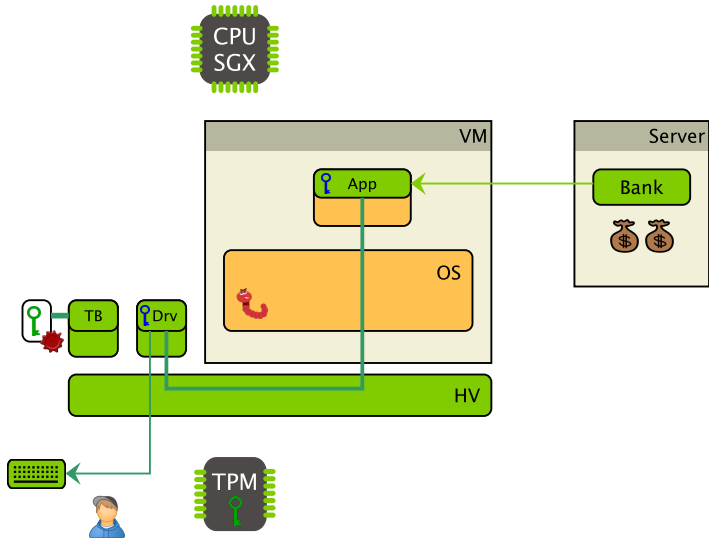 CPU
SGX
VM
Server
App
Bank
OS
TB
Drv
HV
TPM